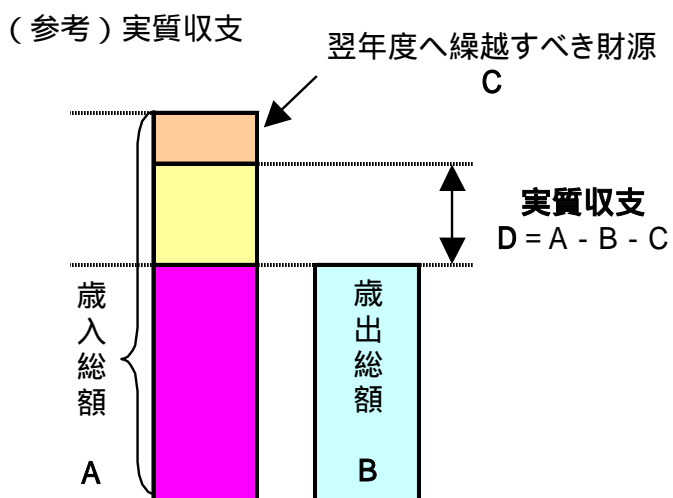 （参考）実質収支
翌年度へ繰越すべき財源
C
実質収支
D = A - B - C
歳入総額
A
歳出総額
B